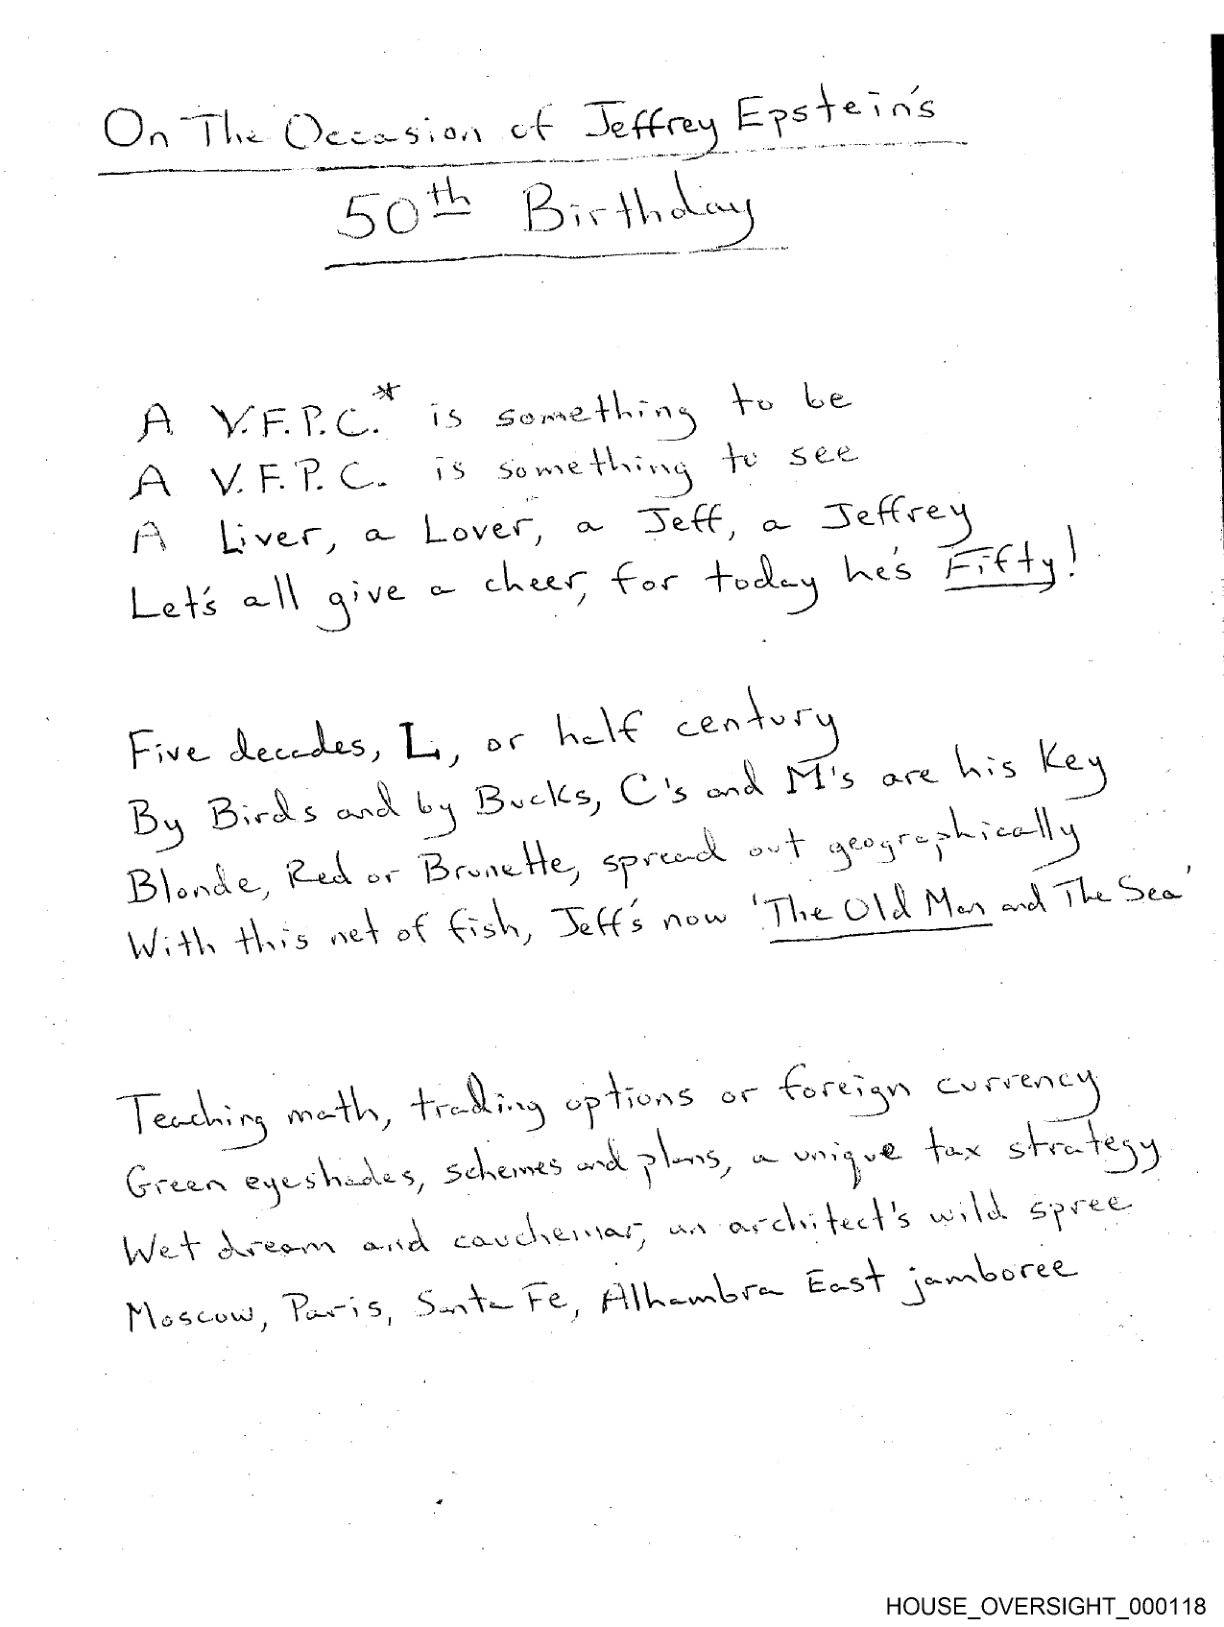 On The Occasion of Jeffrey Epstein's
50th Birthday
A V.F.P.C.* is something to be
A V.F.P.C. is something to see
A Liver, a Lover, a Jeff, a Jeffrey
Let's all give a cheer, for today he's Fifty!
Five decades, L, or half century
By Birds and by Bucks, C's and M's are his key
Blonde, Red or Brunette, spread out geographically
With this net of fish, Jeff's now 'The Old Man and The Sea'
Teaching math, trading options or foreign currency
Green eyeshades, schemes and plans, a unique tax strategy
Wet dream and cauchemar, an architect's wild spree
Moscow, Paris, Santa Fe, Alhambra East jamboree
HOUSE_OVERSIGHT_000118